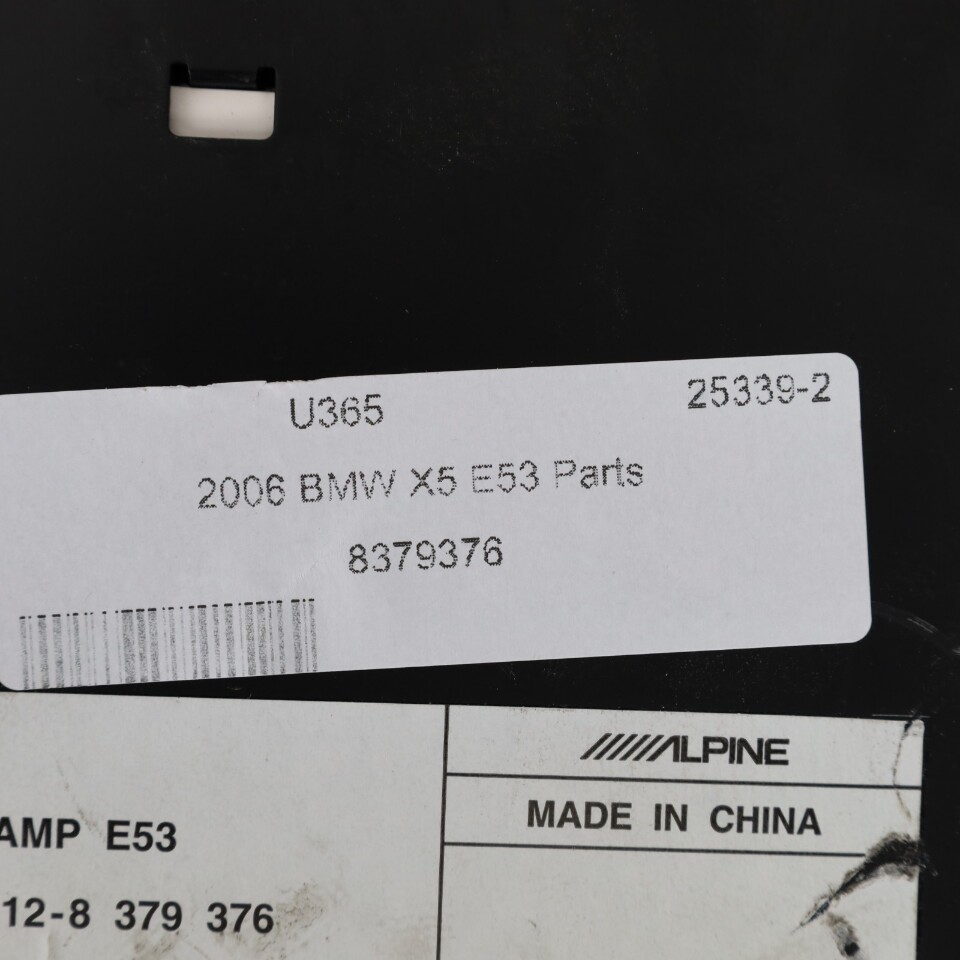 U365 25339-2
2006 BMW X5 E53 Parts
8379376
ALPINE
MADE IN CHINA
AMP E53
12-8 379 376